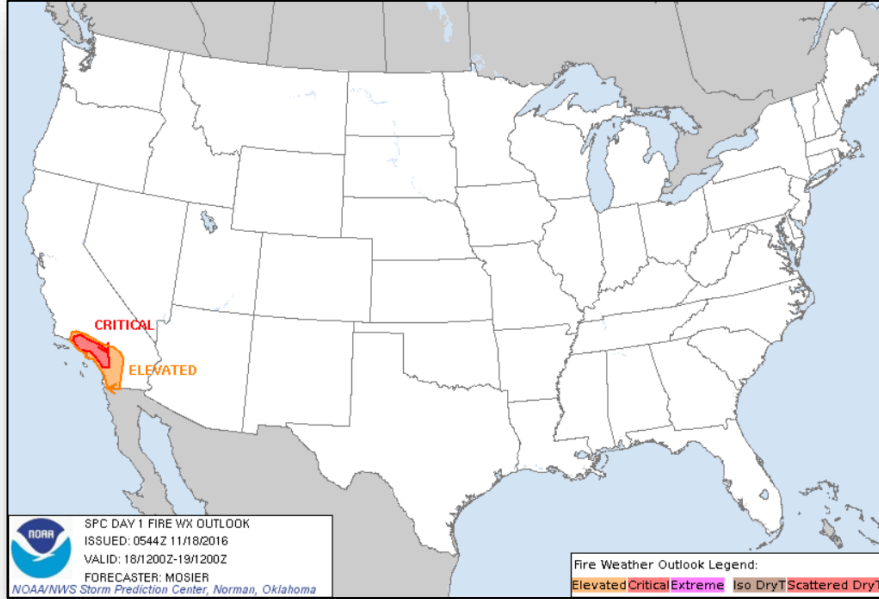 CRITICAL
ELEVATED
NOAA
SPC DAY 1 FIRE WX OUTLOOK
ISSUED: 0544Z 11/18/2016
VALID: 18/1200Z-19/1200Z
FORECASTER: MOSIER
NOAA/NWS Storm Prediction Center, Norman, Oklahoma
Fire Weather Outlook Legend:
Elevated Critical Extreme Iso DryT Scattered DryT